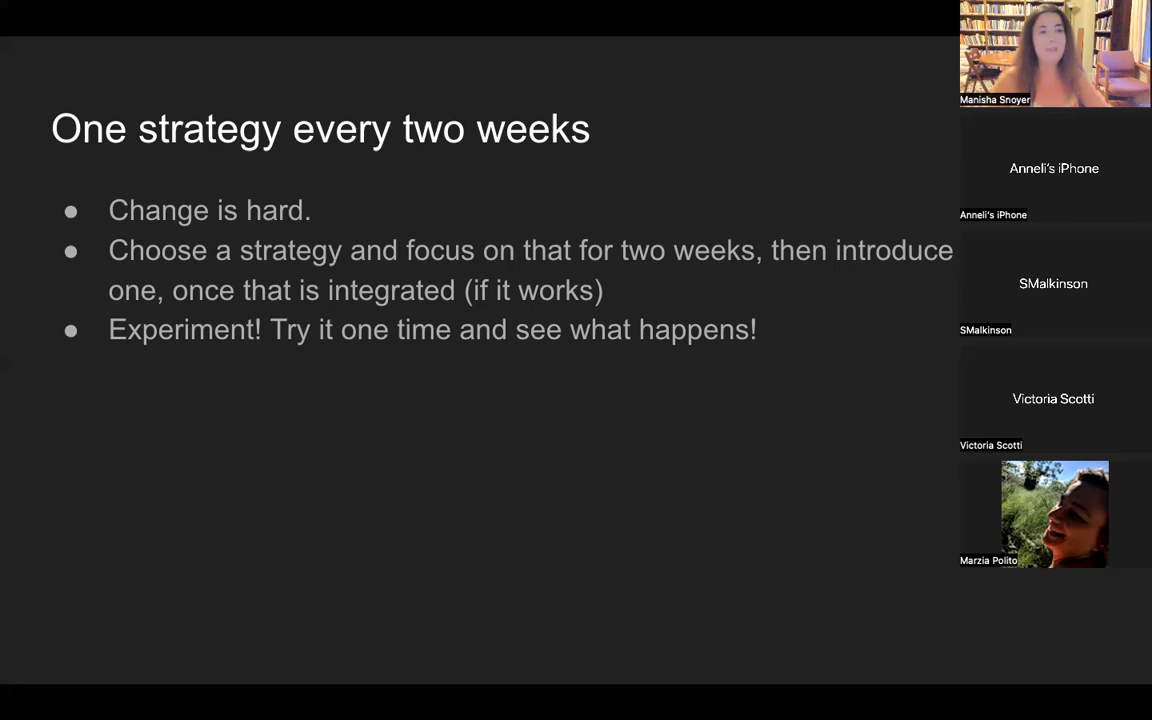 One strategy every two weeks
● Change is hard.
● Choose a strategy and focus on that for two weeks, then introduce
one, once that is integrated (if it works)
● Experiment! Try it one time and see what happens!
Manisha Snoyer
Anneli's iPhone
Anneli's iPhone
SMalkinson
SMalkinson
Victoria Scotti
Victoria Scotti
Marzia Polito